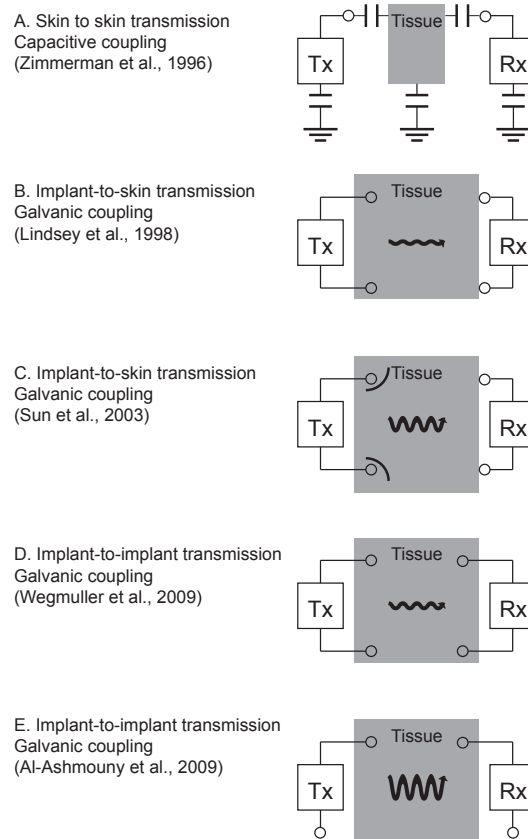 A. Skin to skin transmission
Capacitive coupling
(Zimmerman et al., 1996)
Tissue
Tx
Rx
B. Implant-to-skin transmission
Galvanic coupling
(Lindsey et al., 1998)
Tissue
Tx
Rx
C. Implant-to-skin transmission
Galvanic coupling
(Sun et al., 2003)
Tissue
Tx
Rx
D. Implant-to-implant transmission
Galvanic coupling
(Wegmuller et al., 2009)
Tissue
Tx
Rx
E. Implant-to-implant transmission
Galvanic coupling
(Al-Ashmouny et al., 2009)
Tissue
Tx
Rx